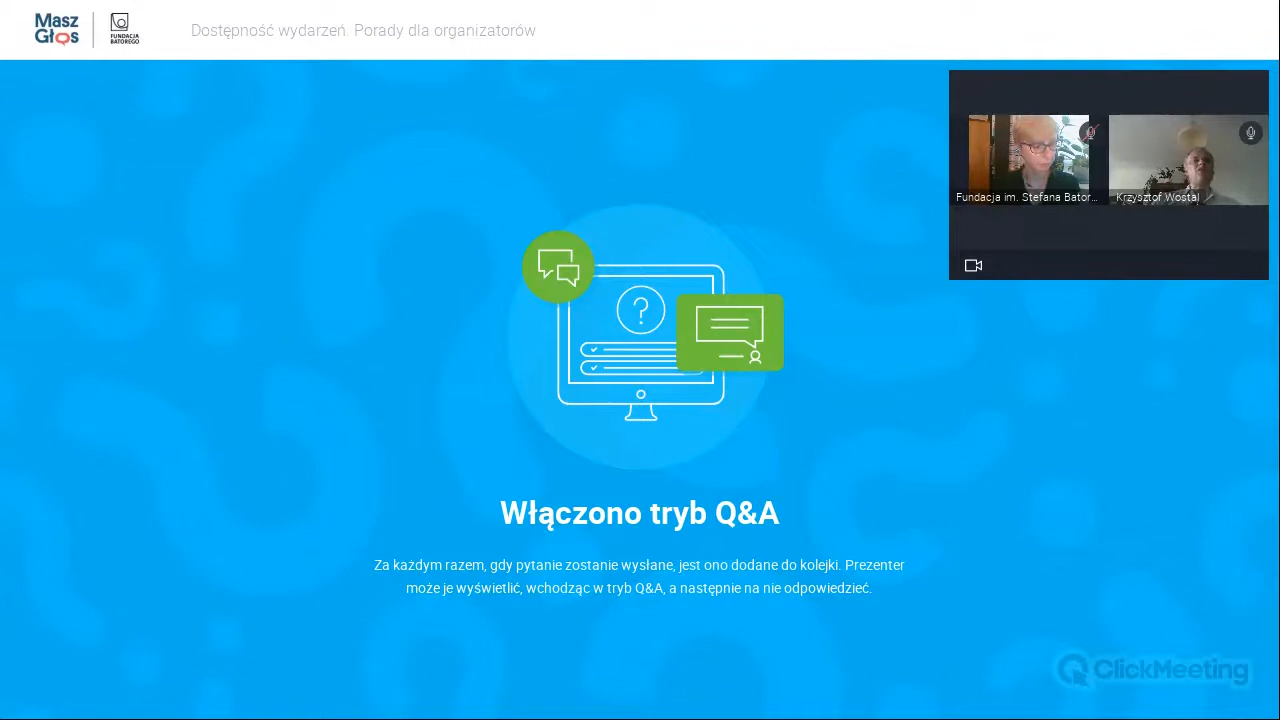 Masz
Głos
FUNDACJA
BATOREGO
Dostępność wydarzeń. Porady dla organizatorów
Fundacja im. Stefana Bator...
Krzysztof Wostal
?
Włączono tryb Q&A
Za każdym razem, gdy pytanie zostanie wysłane, jest ono dodane do kolejki. Prezenter
może je wyświetlić, wchodząc w tryb Q&A, a następnie na nie odpowiedzieć.
ClickMeeting